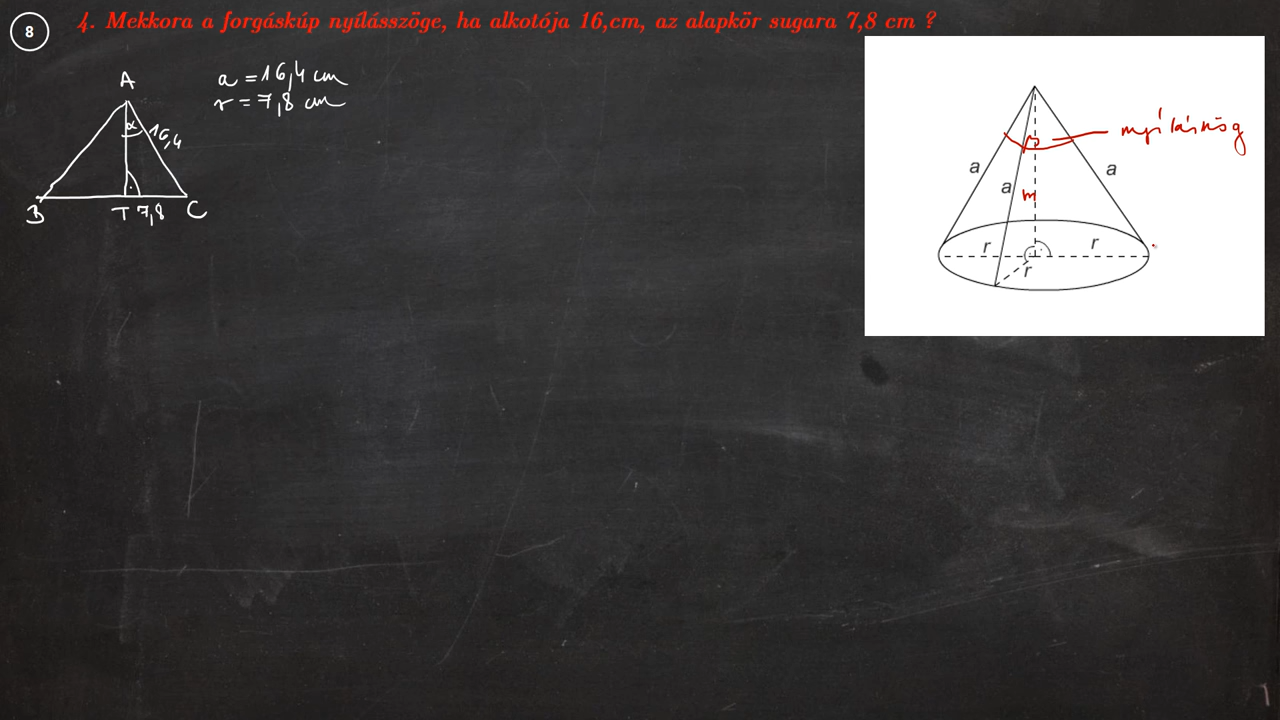 8
4. Mekkora a forgáskúp nyílásszöge, ha alkotója 16,cm, az alapkör sugara 7,8 cm ?
a = 16,4 cm
r = 7,8 cm
A
α
16,4
B T 7,8 C
nyílásszög
a a
a m
r r
r